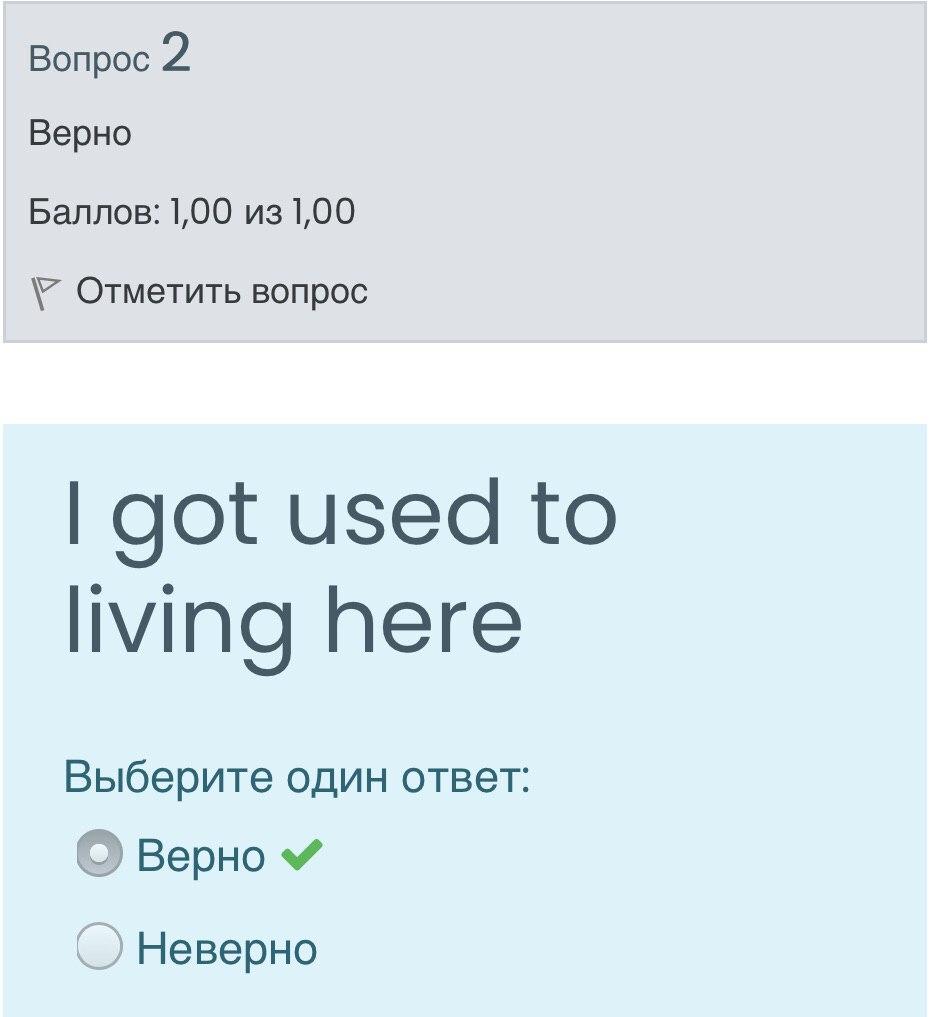 Вопрос 2
Верно
Баллов: 1,00 из 1,00
Отметить вопрос
I got used to
living here
Выберите один ответ:
Верно
Неверно